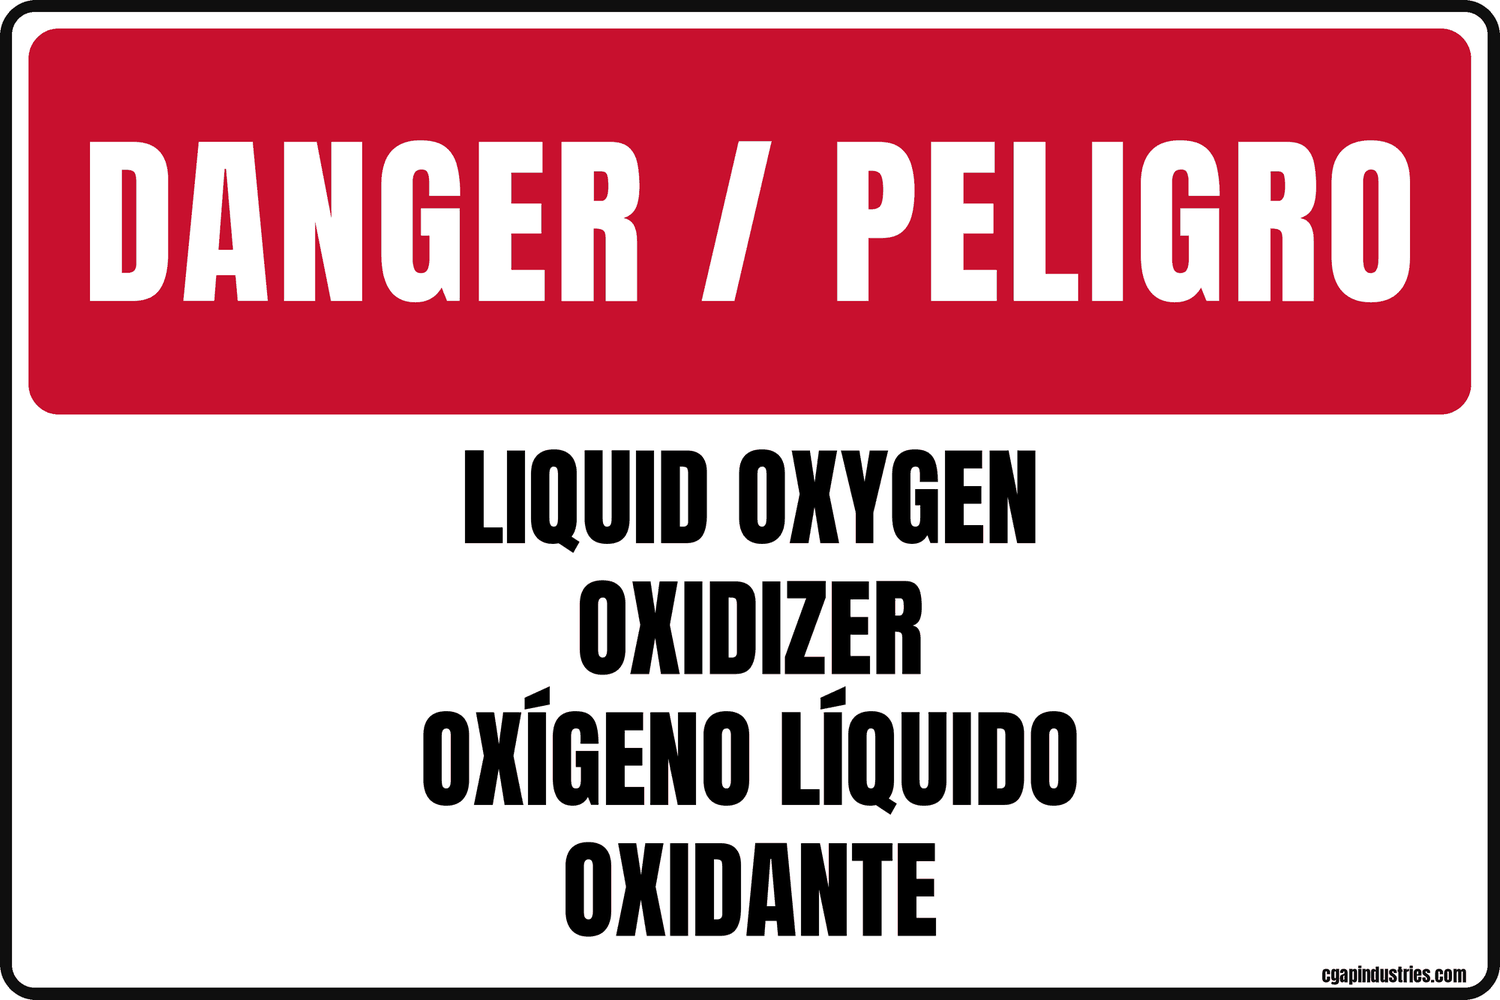 DANGER / PELIGRO
LIQUID OXYGEN
OXIDIZER
OXÍGENO LÍQUIDO
OXIDANTE
cgapindustries.com